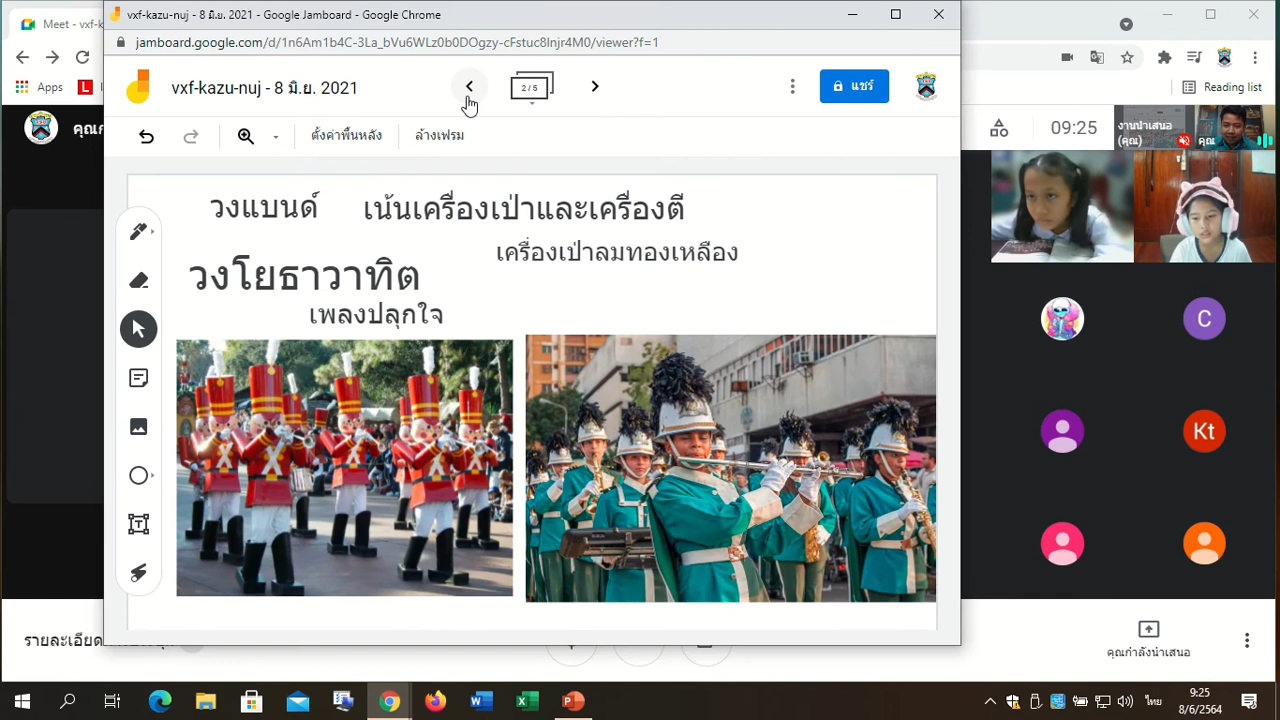 Meet - vxf-k
vxf-kazu-nuj - 8 มิ.ย. 2021 - Google Jamboard - Google Chrome
jamboard.google.com/d/1n6Am1b4C-3La_bVu6WLz0b0DOgzy-cFstuc8Injr4M0/viewer?f=1
Apps
L
Reading list
vxf-kazu-nuj - 8 มิ.ย. 2021
2 / 5
แชร์
คุณก
09:25
งานนำเสนอ
(คุณ)
คุณ
ตั้งค่าพื้นหลัง
ล้างเฟรม
วงแบนด์
เน้นเครื่องเป่าและเครื่องตี
เครื่องเป่าลมทองเหลือง
วงโยธาวาทิต
เพลงปลุกใจ
C
Kt
รายละเอียด
คุณกำลังนำเสนอ
ไทย
9:25
8/6/2564